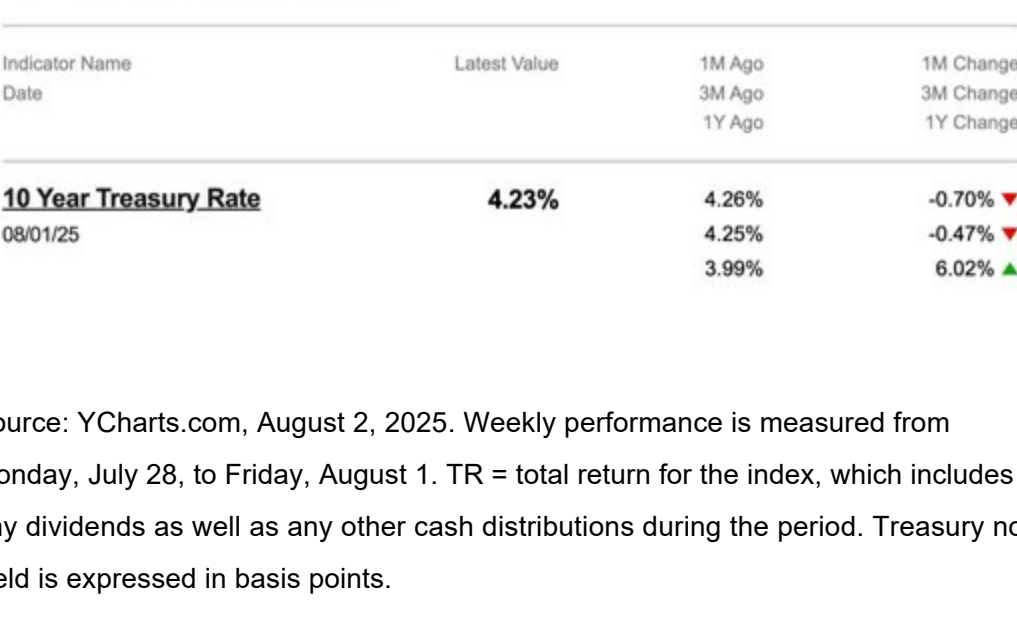 Indicator Name Latest Value 1M Ago 1M Change
Date 3M Ago 3M Change
1Y Ago 1Y Change
10 Year Treasury Rate 4.23% 4.26% -0.70% ▼
08/01/25 4.25% -0.47% ▼
3.99% 6.02% ▲
ource: YCharts.com, August 2, 2025. Weekly performance is measured from
onday, July 28, to Friday, August 1. TR = total return for the index, which includes
y dividends as well as any other cash distributions during the period. Treasury no
eld is expressed in basis points.